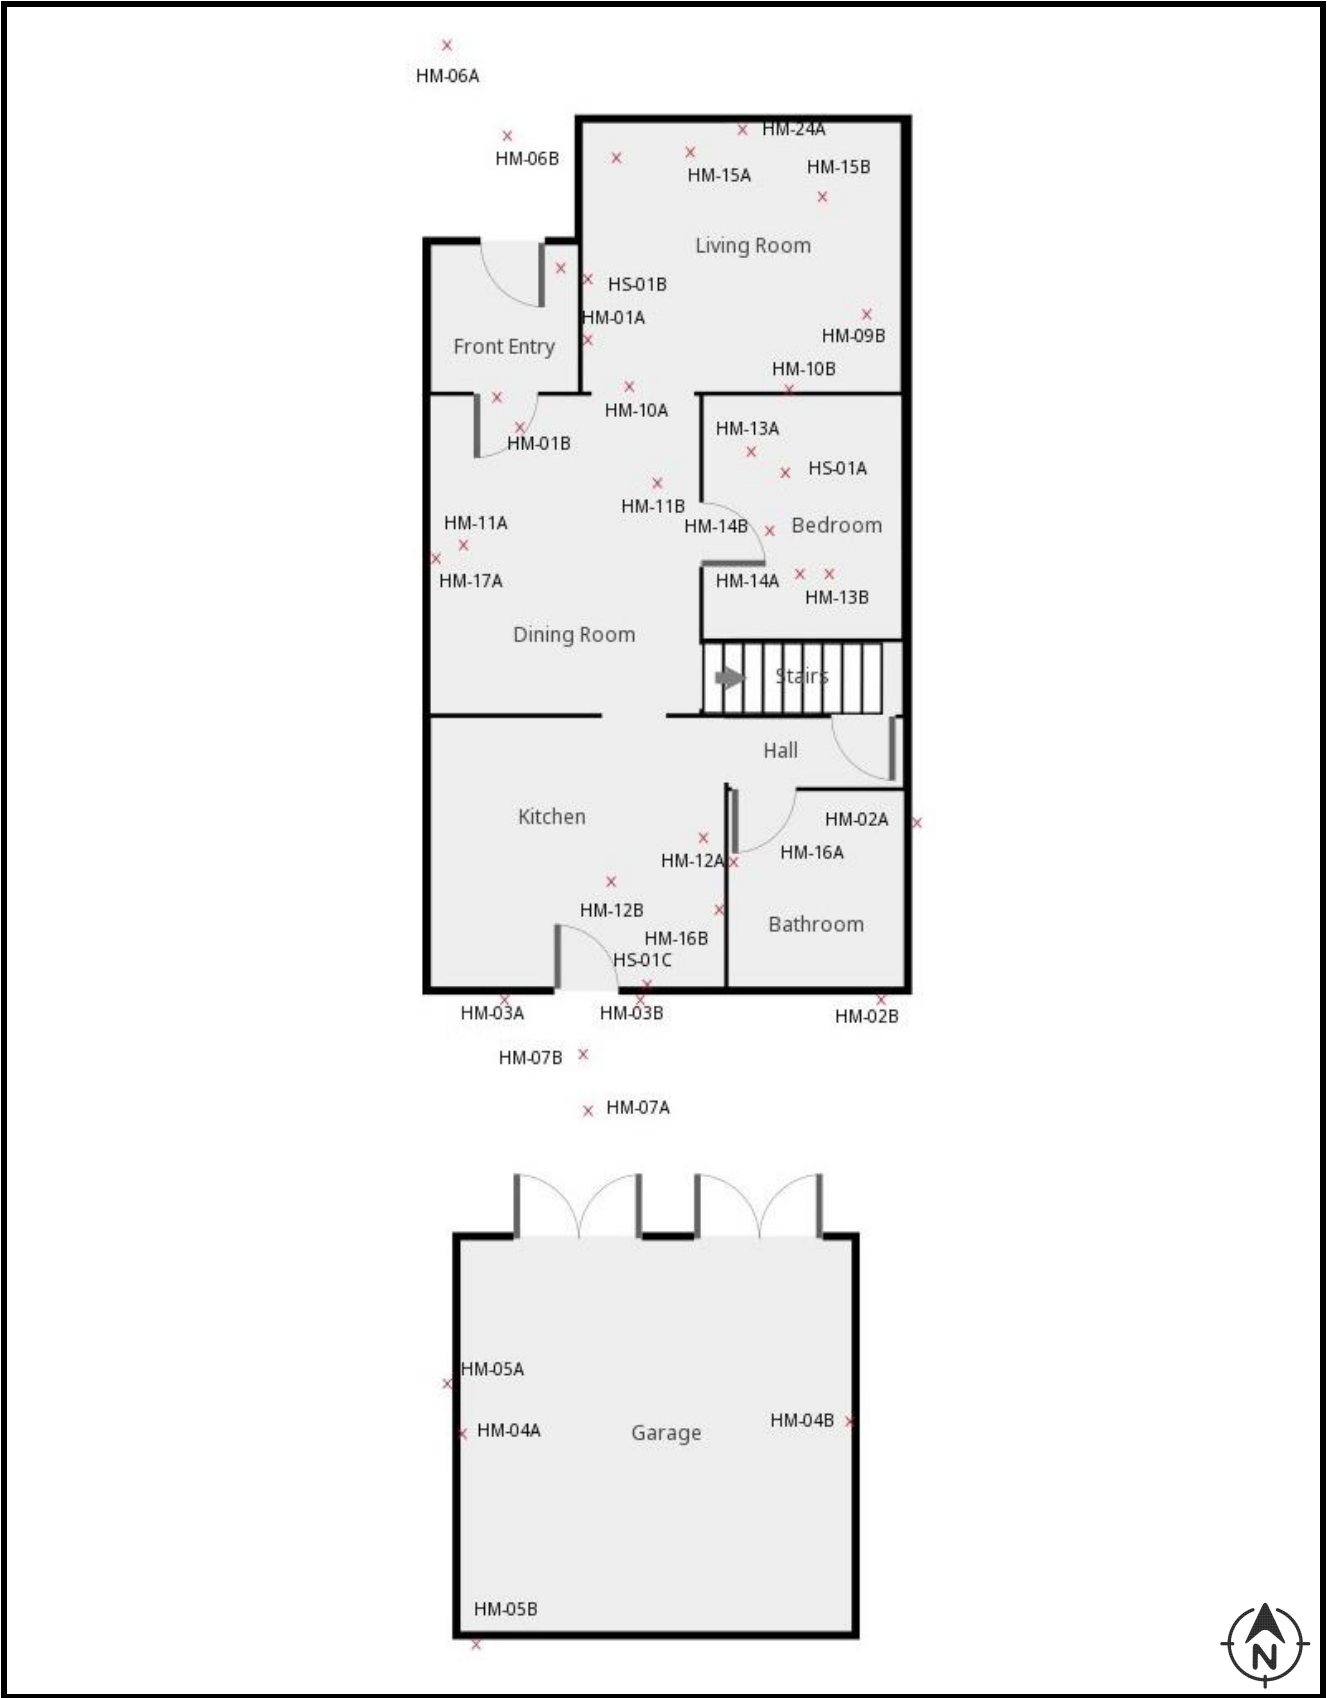 HM-06A
HM-24A
HM-06B
HM-15B
HM-15A
Living Room
HS-01B
HM-01A
HM-09B
Front Entry
HM-10B
HM-10A
HM-13A
HM-01B
HS-01A
HM-11B
HM-11A
HM-14B
Bedroom
HM-17A
HM-14A
HM-13B
Dining Room
Stairs
Hall
Kitchen
HM-02A
HM-12A
HM-16A
HM-12B
Bathroom
HM-16B
HS-01C
HM-03A
HM-03B
HM-02B
HM-07B
HM-07A
HM-05A
HM-04B
HM-04A
Garage
HM-05B
N